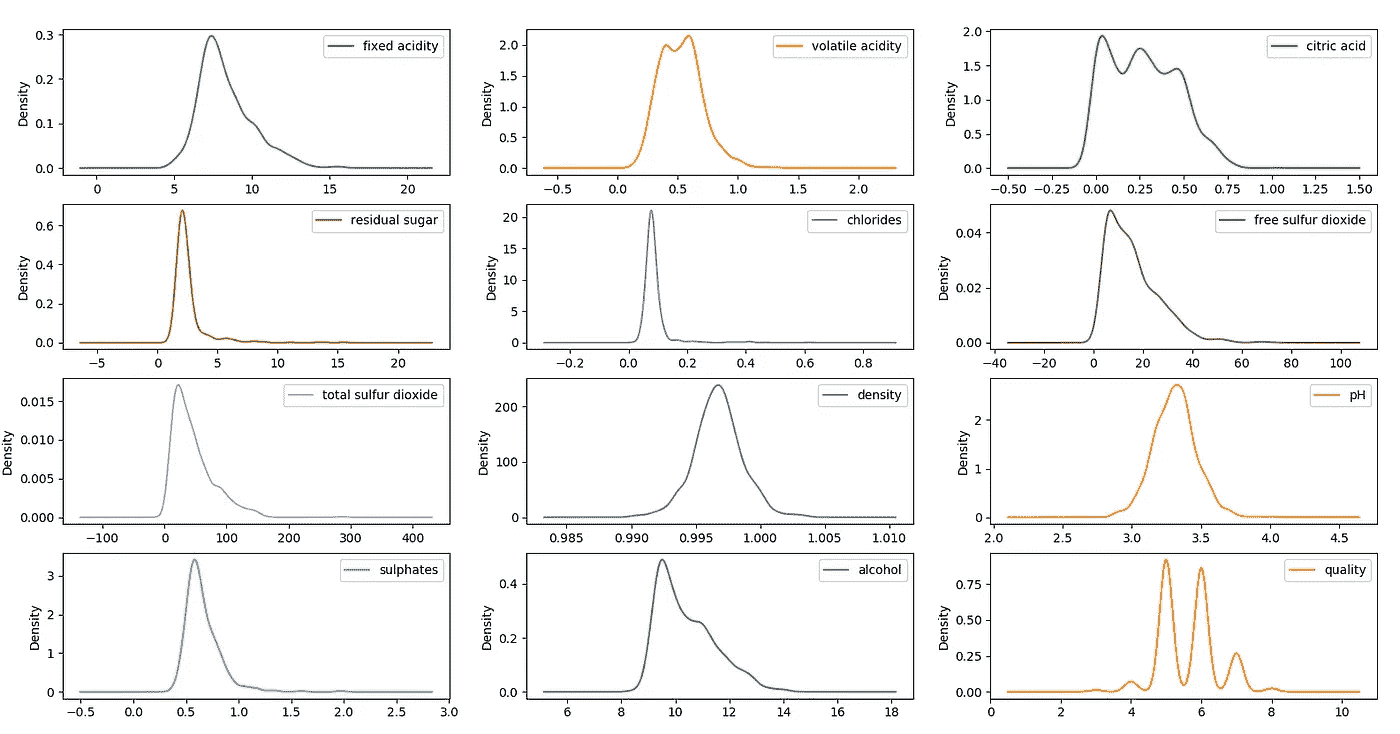 fixed acidity
Density
0.3
0.2
0.1
0.0
0 5 10 15 20
volatile acidity
Density
2.0
1.5
1.0
0.5
0.0
−0.5 0.0 0.5 1.0 1.5 2.0
citric acid
Density
2.0
1.5
1.0
0.5
0.0
−0.50 −0.25 0.00 0.25 0.50 0.75 1.00 1.25 1.50
residual sugar
Density
0.6
0.4
0.2
0.0
−5 0 5 10 15 20
chlorides
Density
20
15
10
5
0
−0.2 0.0 0.2 0.4 0.6 0.8
free sulfur dioxide
Density
0.04
0.02
0.00
−40 −20 0 20 40 60 80 100
total sulfur dioxide
Density
0.015
0.010
0.005
0.000
−100 0 100 200 300 400
density
Density
200
100
0
0.985 0.990 0.995 1.000 1.005 1.010
pH
Density
2
1
0
2.0 2.5 3.0 3.5 4.0 4.5
sulphates
Density
3
2
1
0
−0.5 0.0 0.5 1.0 1.5 2.0 2.5 3.0
alcohol
Density
0.4
0.2
0.0
6 8 10 12 14 16 18
quality
Density
0.75
0.50
0.25
0.00
0 2 4 6 8 10